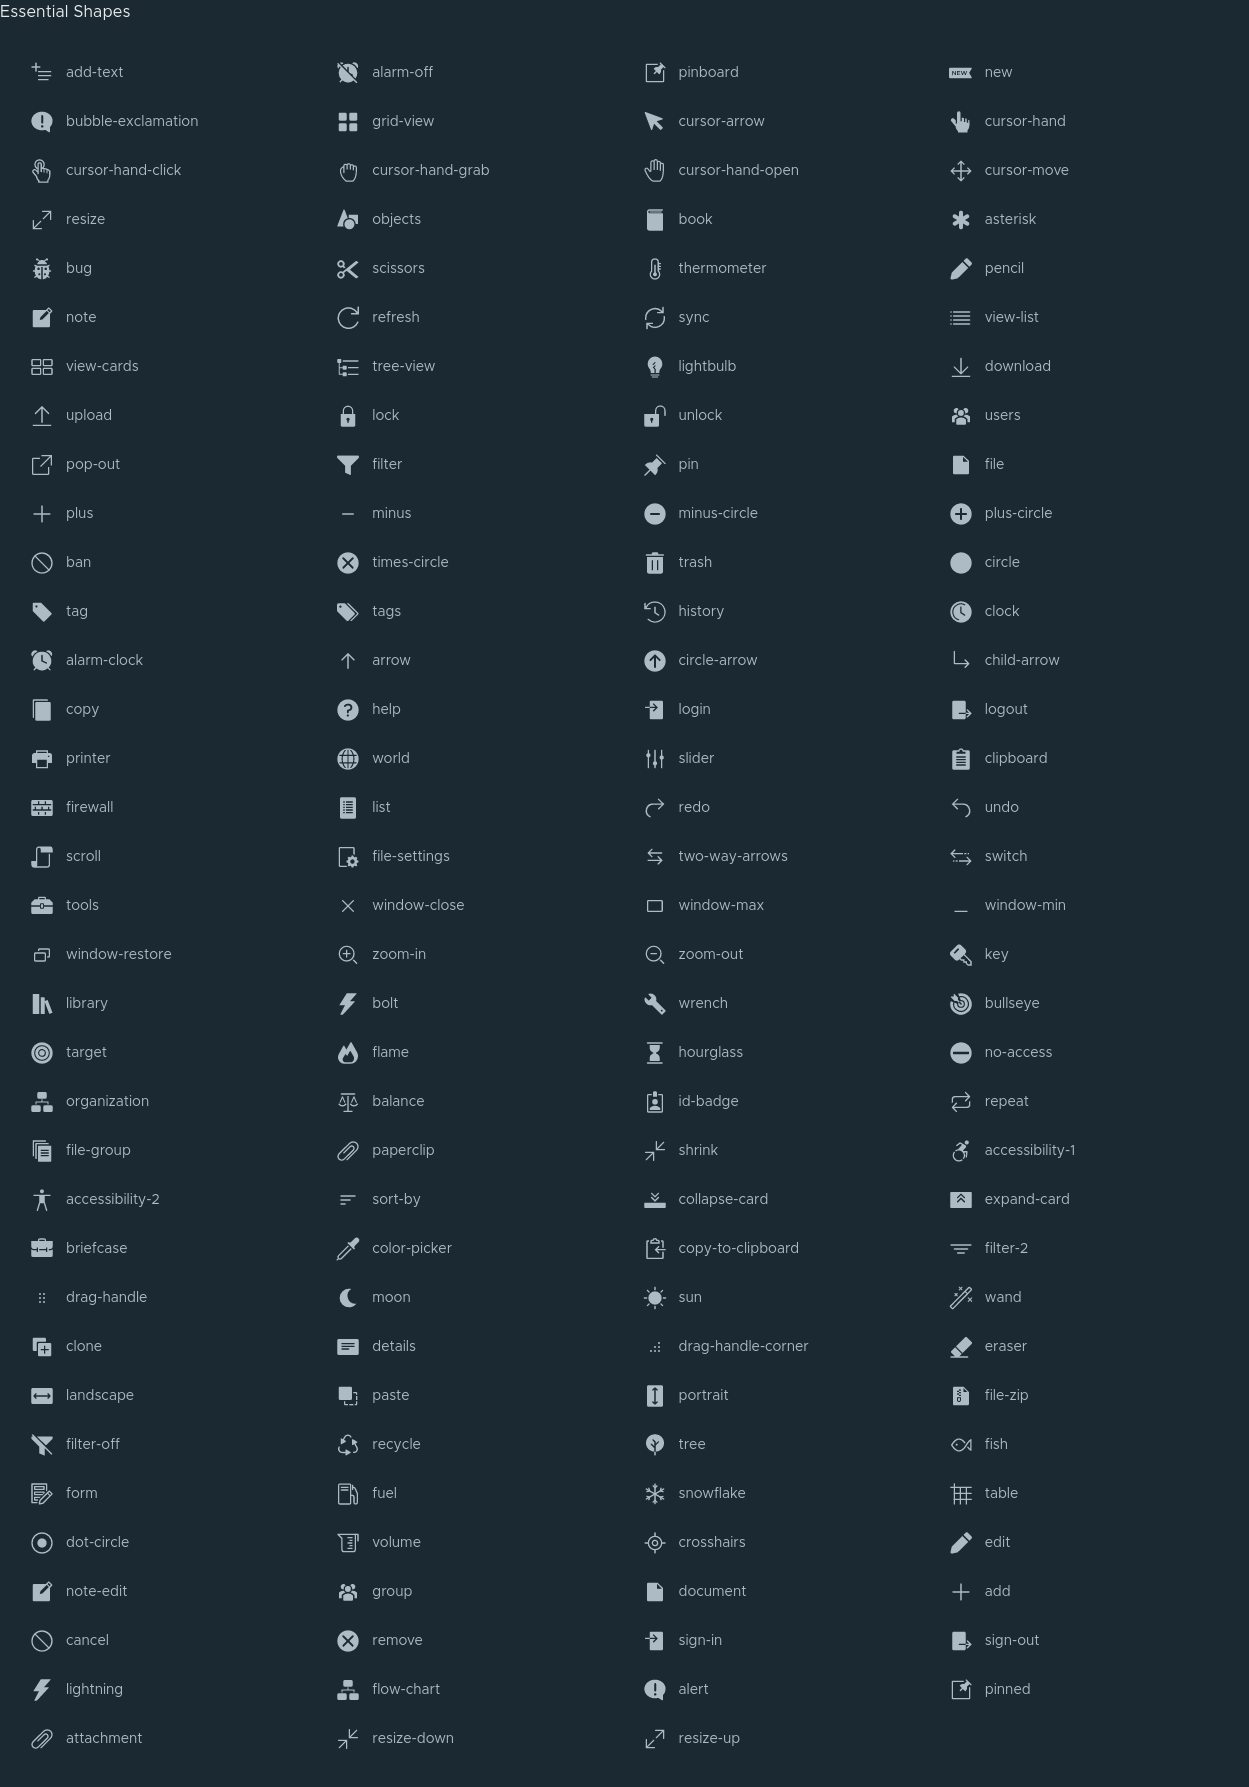 Essential Shapes
add-text
alarm-off
pinboard
NEW
new
bubble-exclamation
grid-view
cursor-arrow
cursor-hand
cursor-hand-click
cursor-hand-grab
cursor-hand-open
cursor-move
resize
objects
book
asterisk
bug
scissors
thermometer
pencil
note
refresh
sync
view-list
view-cards
tree-view
lightbulb
download
upload
lock
unlock
users
pop-out
filter
pin
file
plus
minus
minus-circle
plus-circle
ban
times-circle
trash
circle
tag
tags
history
clock
alarm-clock
arrow
circle-arrow
child-arrow
copy
help
login
logout
printer
world
slider
clipboard
firewall
list
redo
undo
scroll
file-settings
two-way-arrows
switch
tools
window-close
window-max
window-min
window-restore
zoom-in
zoom-out
key
library
bolt
wrench
bullseye
target
flame
hourglass
no-access
organization
balance
id-badge
repeat
file-group
paperclip
shrink
accessibility-1
accessibility-2
sort-by
collapse-card
expand-card
briefcase
color-picker
copy-to-clipboard
filter-2
drag-handle
moon
sun
wand
clone
details
drag-handle-corner
eraser
landscape
paste
portrait
file-zip
filter-off
recycle
tree
fish
form
fuel
snowflake
table
dot-circle
volume
crosshairs
edit
note-edit
group
document
add
cancel
remove
sign-in
sign-out
lightning
flow-chart
alert
pinned
attachment
resize-down
resize-up